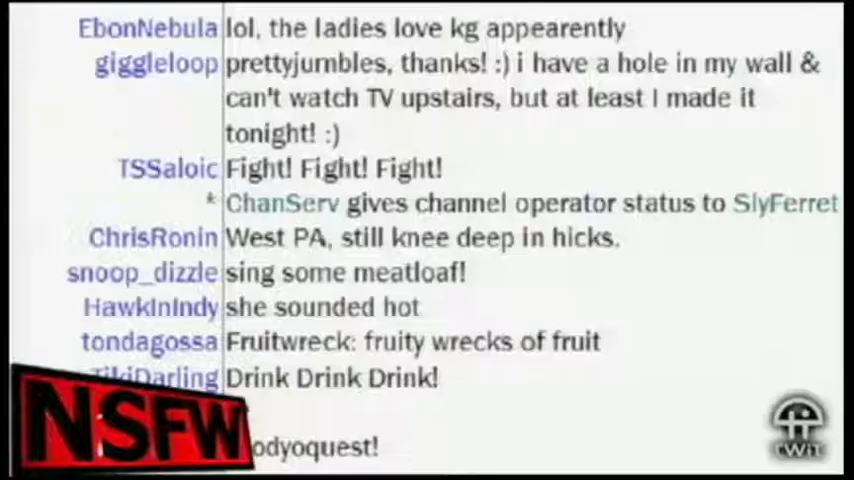 EbonNebula lol, the ladies love kg appearently
giggleloop prettyjumbles, thanks! :) i have a hole in my wall &
can't watch TV upstairs, but at least I made it
tonight! :)
TSSaloic Fight! Fight! Fight!
* ChanServ gives channel operator status to SlyFerret
ChrisRonin West PA, still knee deep in hicks.
snoop_dizzle sing some meatloaf!
HawkInIndy she sounded hot
tondagossa Fruitwreck: fruity wrecks of fruit
TikiDarling Drink Drink Drink!
NSFW
odyoquest!
TWiT